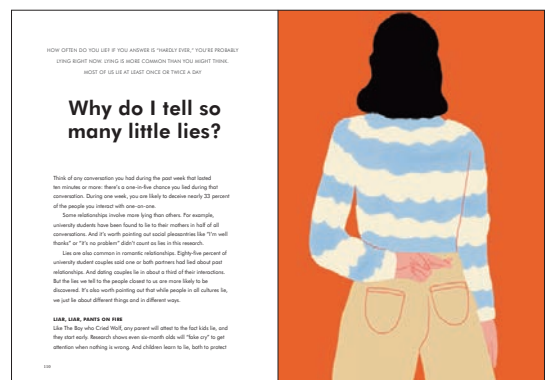 HOW OFTEN DO YOU LIE? IF YOU ANSWER IS "HARDLY EVER," YOU'RE PROBABLY
LYING RIGHT NOW. LYING IS MORE COMMON THAN YOU MIGHT THINK.
MOST OF US LIE AT LEAST ONCE OR TWICE A DAY
Why do I tell so
many little lies?
Think of any conversation you had during the past week that lasted
ten minutes or more: there's a one-in-five chance you lied during that
conversation. During one week, you are likely to deceive nearly 33 percent
of the people you interact with one-on-one.
Some relationships involve more lying than others. For example,
university students have been found to lie to their mothers in half of all
conversations. And it's worth pointing out social pleasantries like "I'm well
thanks" or "it's no problem" didn't count as lies in this research.
Lies are also common in romantic relationships. Eighty-five percent of
university student couples said one or both partners had lied about past
relationships. And dating couples lie in about a third of their interactions.
But the lies we tell to the people closest to us are more likely to be
discovered. It's also worth pointing out that while people in all cultures lie,
we just lie about different things and in different ways.
LIAR, LIAR, PANTS ON FIRE
Like The Boy who Cried Wolf, any parent will attest to the fact kids lie, and
they start early. Research shows even six-month olds will "fake cry" to get
attention when nothing is wrong. And children learn to lie, both to protect